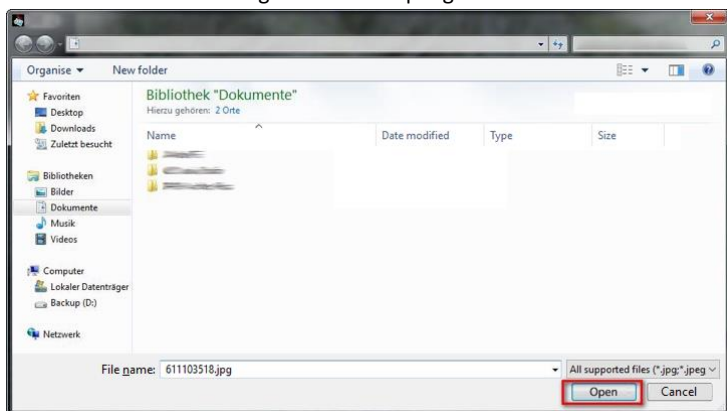 Organise New folder
Favoriten
Desktop
Downloads
Zuletzt besucht
Bibliotheken
Bilder
Dokumente
Musik
Videos
Computer
Lokaler Datenträger
Backup (D:)
Netzwerk
Bibliothek "Dokumente"
Hierzu gehören: 2 Orte
Name Date modified Type Size
File name: 611103518.jpg
All supported files (*.jpg;*.jpeg
Open Cancel